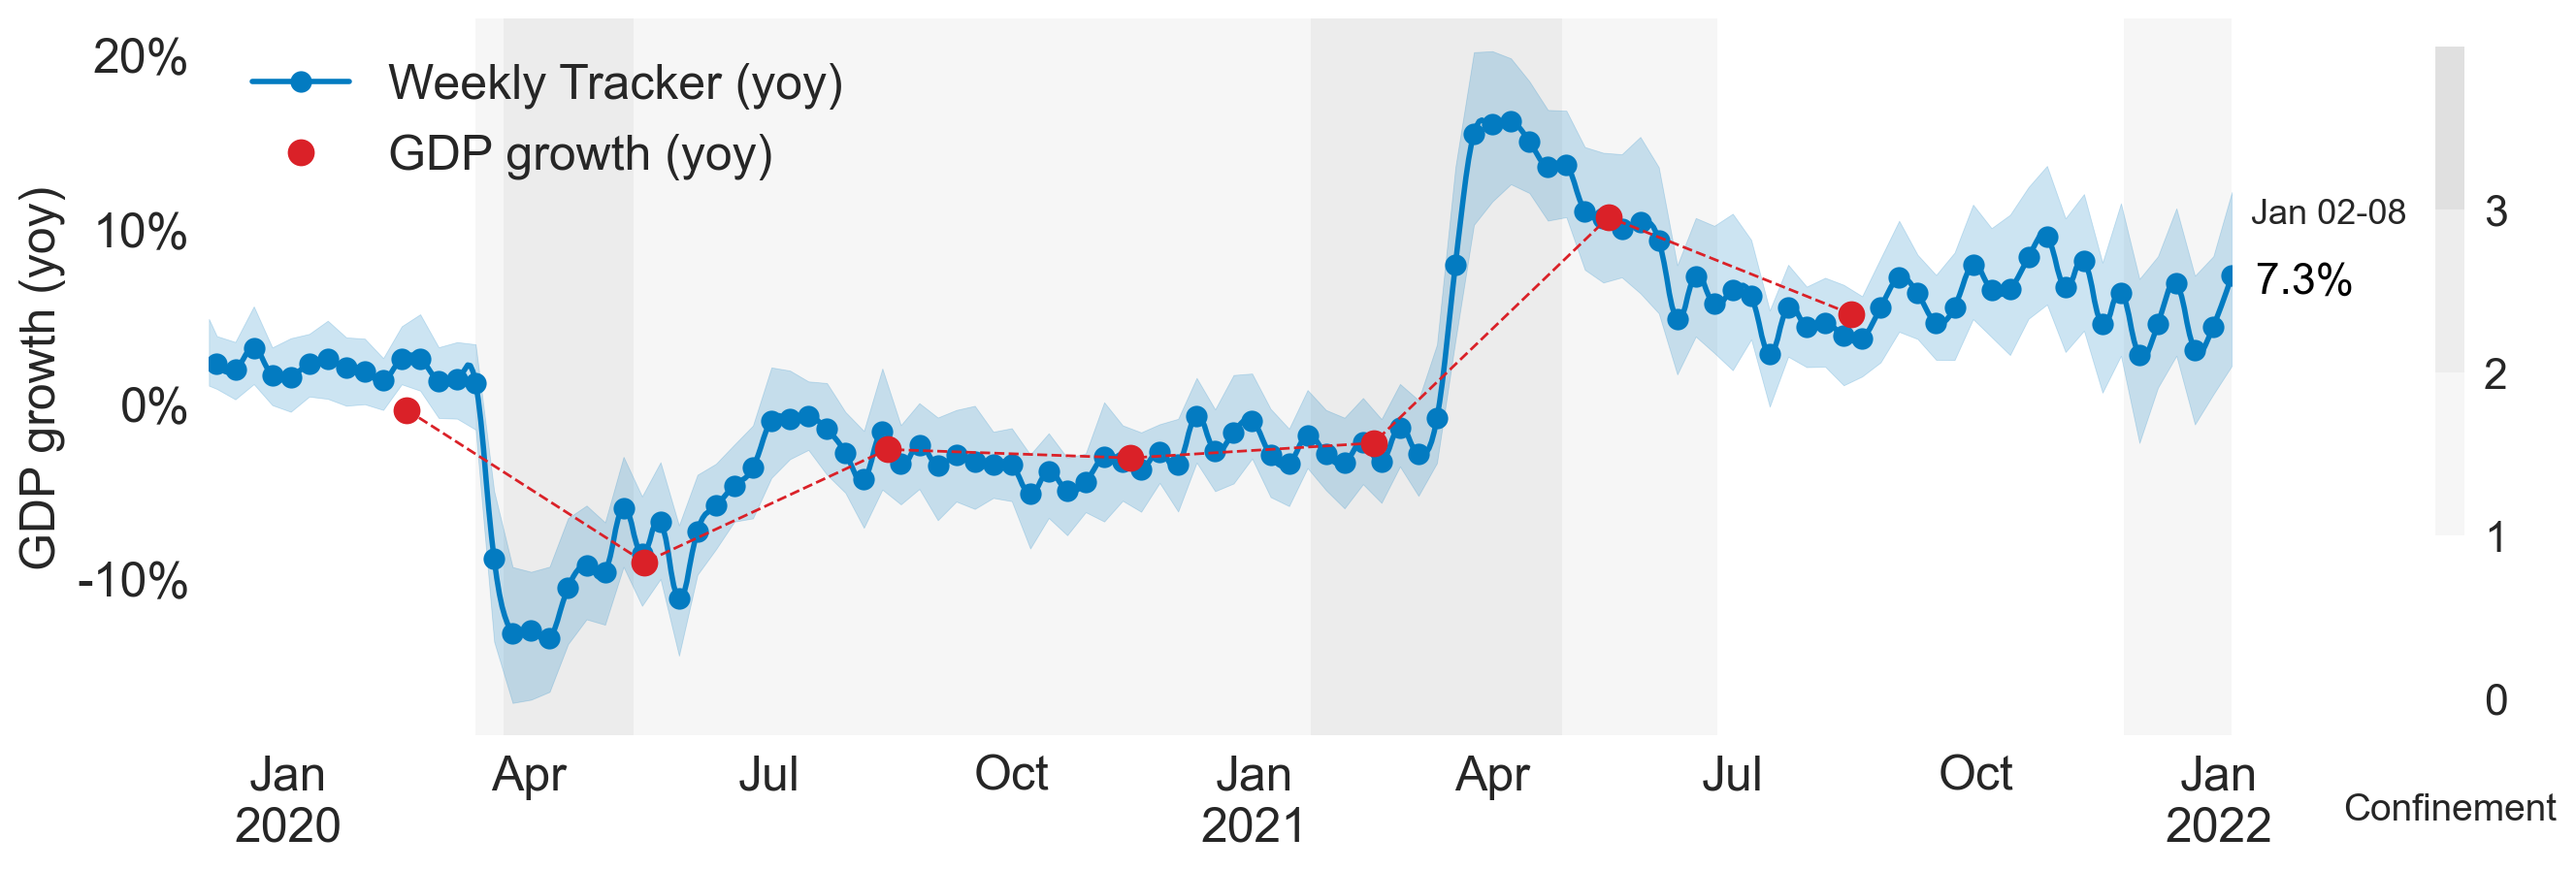 20%
10%
0%
-10%
GDP growth (yoy)
Weekly Tracker (yoy)
GDP growth (yoy)
Jan 02-08
7.3%
3
2
1
0
Confinement
Jan Apr Jul Oct Jan Apr Jul Oct Jan
2020 2021 2022